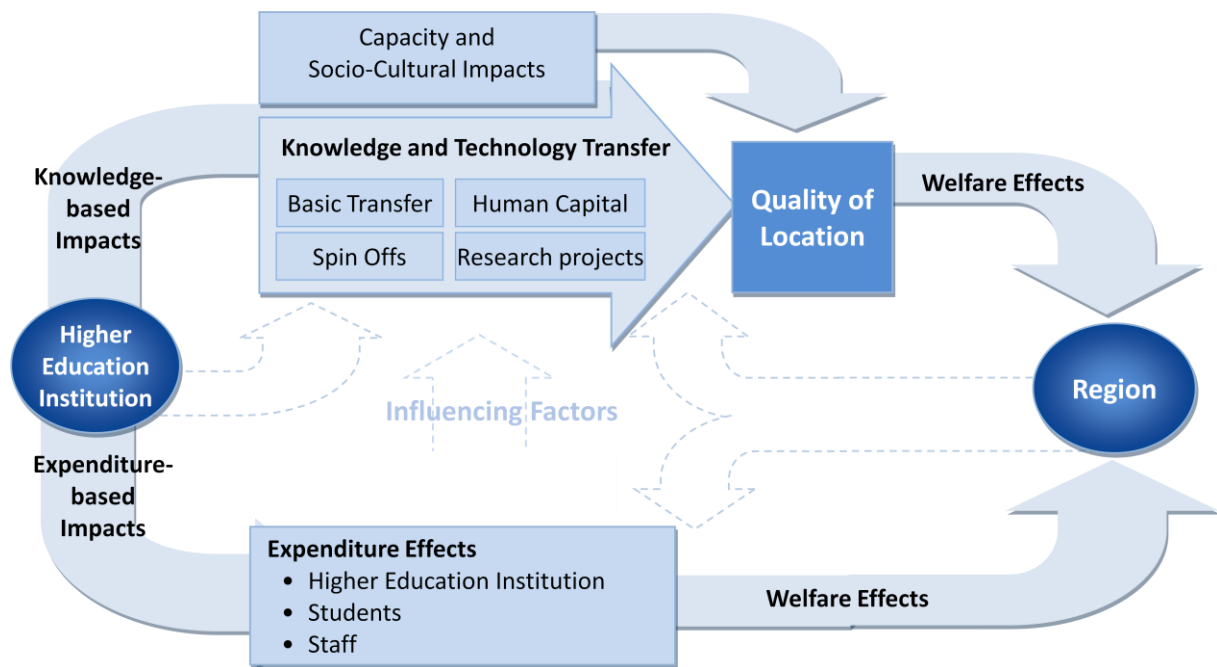 Capacity and
Socio-Cultural Impacts
Knowledge and Technology Transfer
Basic Transfer
Human Capital
Spin Offs
Research projects
Knowledge-
based
Impacts
Quality of
Location
Welfare Effects
Higher
Education
Institution
Influencing Factors
Region
Expenditure-
based
Impacts
Expenditure Effects
• Higher Education Institution
• Students
• Staff
Welfare Effects